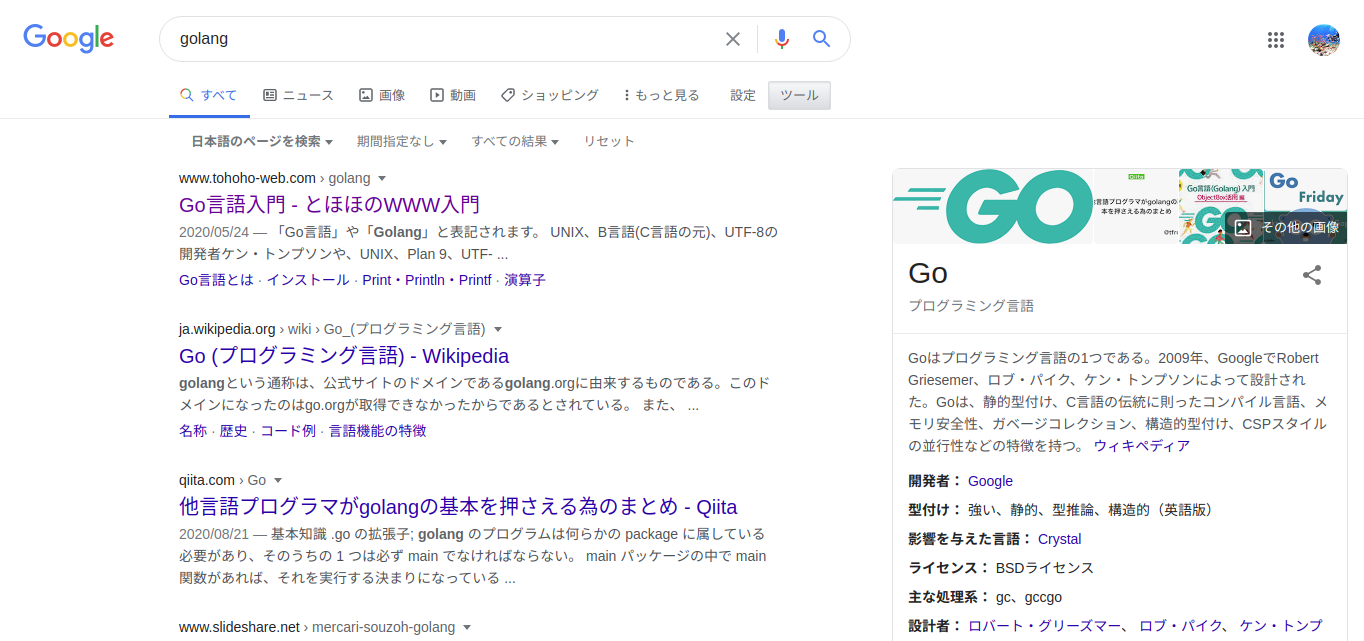 Google
golang
すべて ニュース 画像 動画 ショッピング もっと見る 設定 ツール
日本語のページを検索 期間指定なし すべての結果 リセット
www.tohoho-web.com › golang
Go言語入門 - とほほのWWW入門
2020/05/24 — 「Go言語」や「Golang」と表記されます。 UNIX、B言語(C言語の元)、UTF-8の
開発者ケン・トンプソンや、UNIX、Plan 9、UTF- ...
Go言語とは · インストール · Print・Println・Printf · 演算子
ja.wikipedia.org › wiki › Go_(プログラミング言語)
Go (プログラミング言語) - Wikipedia
golangという通称は、公式サイトのドメインであるgolang.orgに由来するものである。このド
メインになったのはgo.orgが取得できなかったからであるとされている。 また、 ...
名称 · 歴史 · コード例 · 言語機能の特徴
qiita.com › Go
他言語プログラマがgolangの基本を押さえる為のまとめ - Qiita
2020/08/21 — 基本知識 .go の拡張子; golang のプログラムは何らかの package に属している
必要があり、そのうちの 1 つは必ず main でなければならない。 main パッケージの中で main
関数があれば、それを実行する決まりになっている ...
www.slideshare.net › mercari-souzoh-golang
GO
Qiita
言語プログラマがgolangの
本を押さえる為のまとめ
Go言語(Golang) 入門
ObjectBox活用 編
GO
Go
Friday
その他の画像
Go
プログラミング言語
Goはプログラミング言語の1つである。2009年、GoogleでRobert
Griesemer、ロブ・パイク、ケン・トンプソンによって設計され
た。Goは、静的型付け、C言語の伝統に則ったコンパイル言語、メ
モリ安全性、ガベージコレクション、構造的型付け、CSPスタイル
の並行性などの特徴を持つ。 ウィキペディア
開発者： Google
型付け： 強い、静的、型推論、構造的（英語版）
影響を与えた言語： Crystal
ライセンス： BSDライセンス
主な処理系： gc、gccgo
設計者： ロバート・グリーズマー、 ロブ・パイク、 ケン・トンプ